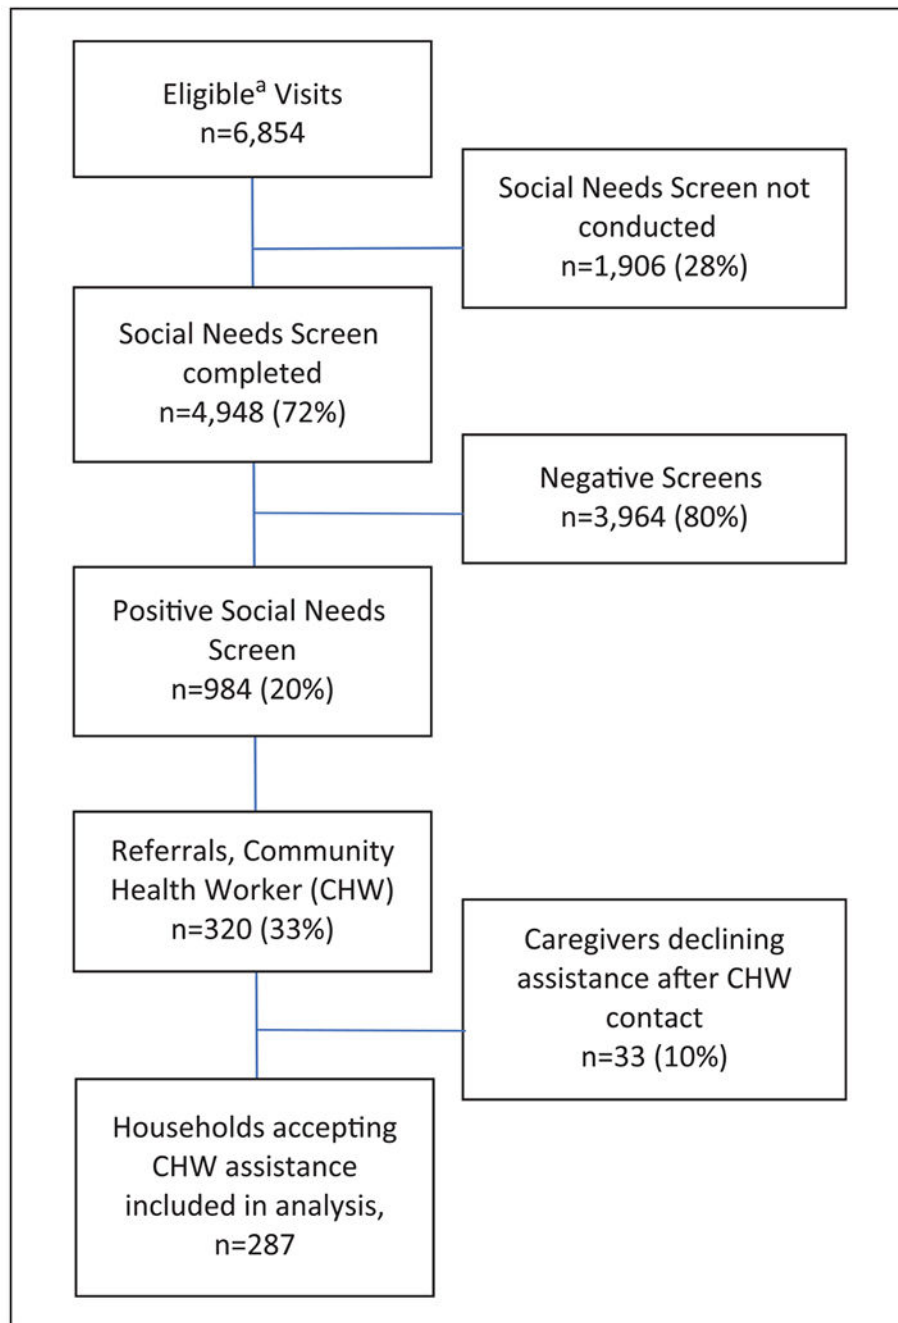 Eligibleª Visits
n=6,854
Social Needs Screen not
conducted
n=1,906 (28%)
Social Needs Screen
completed
n=4,948 (72%)
Negative Screens
n=3,964 (80%)
Positive Social Needs
Screen
n=984 (20%)
Referrals, Community
Health Worker (CHW)
n=320 (33%)
Caregivers declining
assistance after CHW
contact
n=33 (10%)
Households accepting
CHW assistance
included in analysis,
n=287